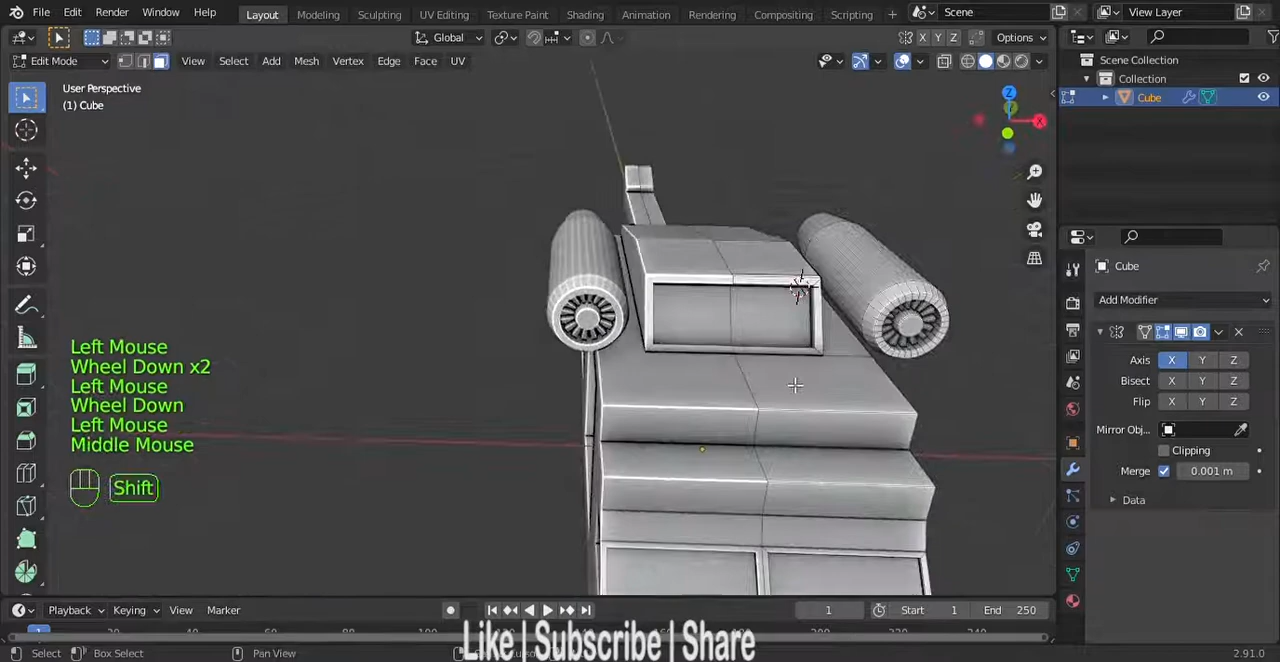 File Edit Render Window Help Layout Modeling Sculpting UV Editing Texture Paint Shading Animation Rendering Compositing Scripting + Scene View Layer
Global X Y Z Options
Edit Mode View Select Add Mesh Vertex Edge Face UV
User Perspective
(1) Cube
Z
X
Scene Collection
Collection
Cube
Cube
Add Modifier
Axis X Y Z
Bisect X Y Z
Flip X Y Z
Mirror Obj...
Clipping
Merge 0.001 m
Data
Left Mouse
Wheel Down x2
Left Mouse
Wheel Down
Left Mouse
Middle Mouse
Shift
Playback Keying View Marker 1 Start 1 End 250
Like | Subscribe | Share
Select Box Select Pan View 2.91.0